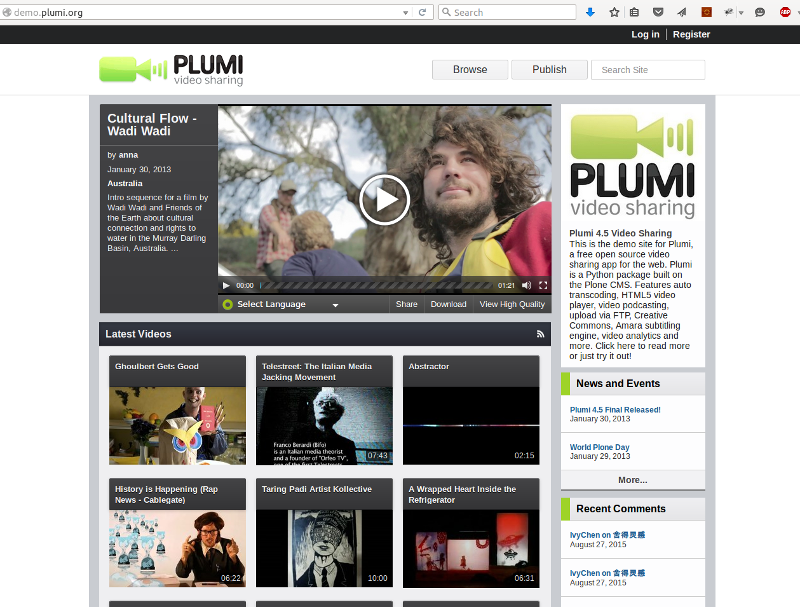 demo.plumi.org
Search
ABP
Log in
Register
PLUMI
video sharing
Browse
Publish
Search Site
Cultural Flow -
Wadi Wadi
by anna
January 30, 2013
Australia
Intro sequence for a film by
Wadi Wadi and Friends of
the Earth about cultural
connection and rights to
water in the Murray Darling
Basin, Australia. ...
00:00
01:21
Select Language
Share
Download
View High Quality
PLUMI
video sharing
Plumi 4.5 Video Sharing
This is the demo site for Plumi,
a free open source video
sharing app for the web. Plumi
is a Python package built on
the Plone CMS. Features auto
transcoding, HTML5 video
player, video podcasting,
upload via FTP, Creative
Commons, Amara subtitling
engine, video analytics and
more. Click here to read more
or just try it out!
Latest Videos
Ghoulbert Gets Good
Telestreet: The Italian Media
Jacking Movement
Franco Berardi (Bifo)
is an Italian media theorist
and a founder of "Orfeo TV",
one of the first Telestreets
07:43
Abstractor
02:15
History is Happening (Rap
News - Cablegate)
06:22
Taring Padi Artist Kollective
10:00
A Wrapped Heart Inside the
Refrigerator
06:31
News and Events
Plumi 4.5 Final Released!
January 30, 2013
World Plone Day
January 29, 2013
More...
Recent Comments
IvyChen on 舍得灵感
August 27, 2015
IvyChen on 舍得灵感
August 27, 2015